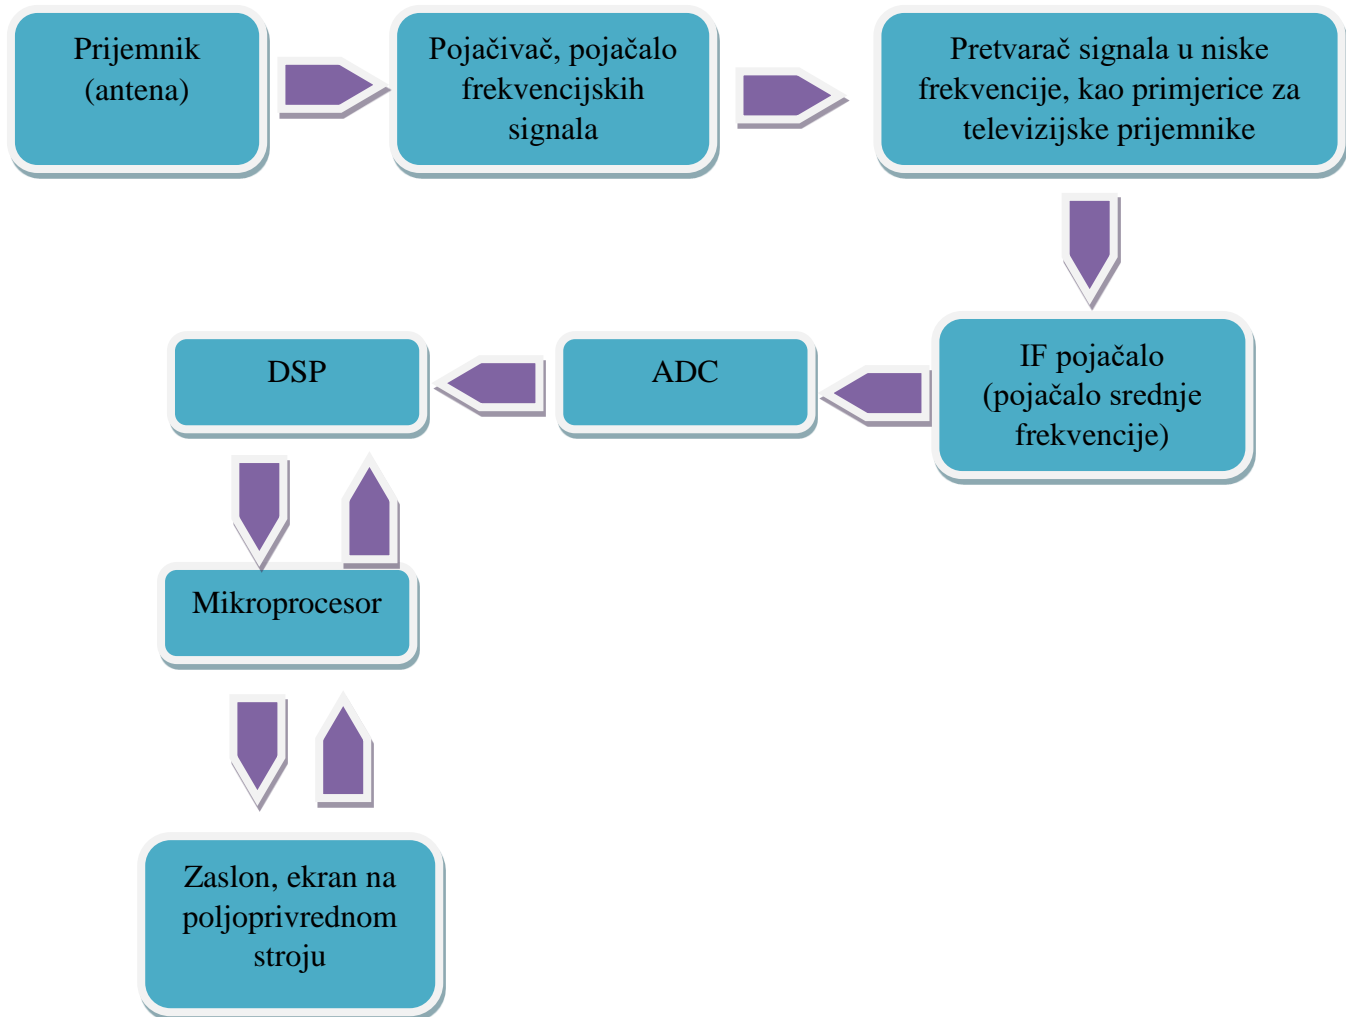 Prijemnik
(antena)
Pojačivač, pojačalo
frekvencijskih
signala
Pretvarač signala u niske
frekvencije, kao primjerice za
televizijske prijemnike
IF pojačalo
(pojačalo srednje
frekvencije)
ADC
DSP
Mikroprocesor
Zaslon, ekran na
poljoprivrednom
stroju